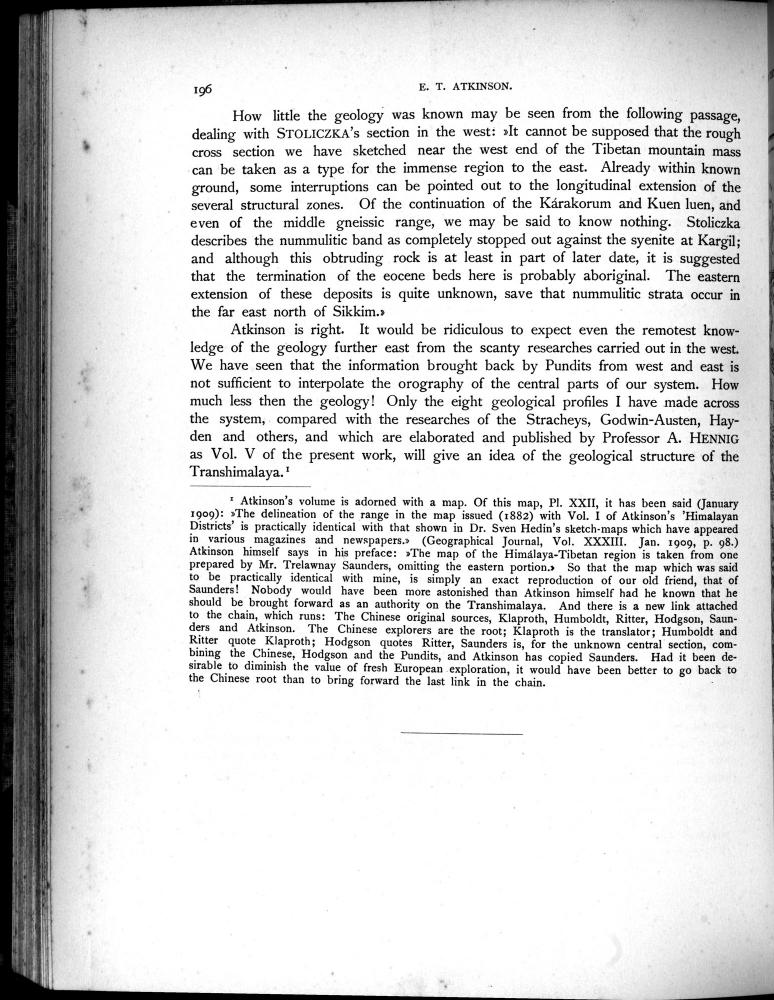 196
E. T. ATKINSON.
How little the geology was known may be seen from the following passage,
dealing with STOLICZKA's section in the west: »It cannot be supposed that the rough
cross section we have sketched near the west end of the Tibetan mountain mass
can be taken as a type for the immense region to the east. Already within known
ground, some interruptions can be pointed out to the longitudinal extension of the
several structural zones. Of the continuation of the Kárakorum and Kuen luen, and
even of the middle gneissic range, we may be said to know nothing. Stoliczka
describes the nummulitic band as completely stopped out against the syenite at Kargil;
and although this obtruding rock is at least in part of later date, it is suggested
that the termination of the eocene beds here is probably aboriginal. The eastern
extension of these deposits is quite unknown, save that nummulitic strata occur in
the far east north of Sikkim.»
Atkinson is right. It would be ridiculous to expect even the remotest know-
ledge of the geology further east from the scanty researches carried out in the west.
We have seen that the information brought back by Pundits from west and east is
not sufficient to interpolate the orography of the central parts of our system. How
much less then the geology! Only the eight geological profiles I have made across
the system, compared with the researches of the Stracheys, Godwin-Austen, Hay-
den and others, and which are elaborated and published by Professor A. HENNIG
as Vol. V of the present work, will give an idea of the geological structure of the
Transhimalaya.¹
¹ Atkinson's volume is adorned with a map. Of this map, Pl. XXII, it has been said (January
1909): »The delineation of the range in the map issued (1882) with Vol. I of Atkinson's 'Himalayan
Districts' is practically identical with that shown in Dr. Sven Hedin's sketch-maps which have appeared
in various magazines and newspapers.» (Geographical Journal, Vol. XXXIII. Jan. 1909, p. 98.)
Atkinson himself says in his preface: »The map of the Himálaya-Tibetan region is taken from one
prepared by Mr. Trelawnay Saunders, omitting the eastern portion.» So that the map which was said
to be practically identical with mine, is simply an exact reproduction of our old friend, that of
Saunders! Nobody would have been more astonished than Atkinson himself had he known that he
should be brought forward as an authority on the Transhimalaya. And there is a new link attached
to the chain, which runs: The Chinese original sources, Klaproth, Humboldt, Ritter, Hodgson, Saun-
ders and Atkinson. The Chinese explorers are the root; Klaproth is the translator; Humboldt and
Ritter quote Klaproth; Hodgson quotes Ritter, Saunders is, for the unknown central section, com-
bining the Chinese, Hodgson and the Pundits, and Atkinson has copied Saunders. Had it been de-
sirable to diminish the value of fresh European exploration, it would have been better to go back to
the Chinese root than to bring forward the last link in the chain.